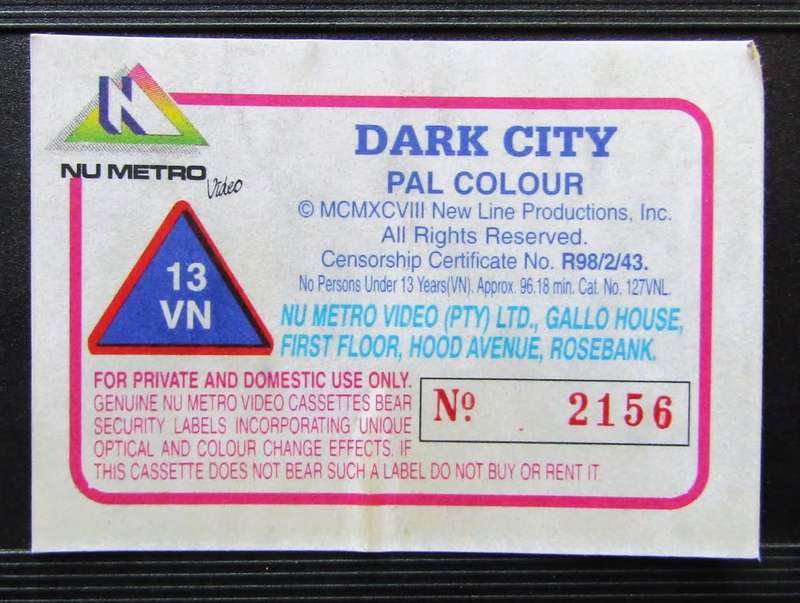 N
NU METRO
Video
DARK CITY
PAL COLOUR
© MCMXCVIII New Line Productions, Inc.
All Rights Reserved.
Censorship Certificate No. R98/2/43.
No Persons Under 13 Years(VN). Approx. 96.18 min. Cat. No. 127VNL.
13
VN
NU METRO VIDEO (PTY) LTD., GALLO HOUSE,
FIRST FLOOR, HOOD AVENUE, ROSEBANK.
FOR PRIVATE AND DOMESTIC USE ONLY.
GENUINE NU METRO VIDEO CASSETTES BEAR
SECURITY LABELS INCORPORATING UNIQUE
OPTICAL AND COLOUR CHANGE EFFECTS. IF
THIS CASSETTE DOES NOT BEAR SUCH A LABEL DO NOT BUY OR RENT IT
Nº 2156